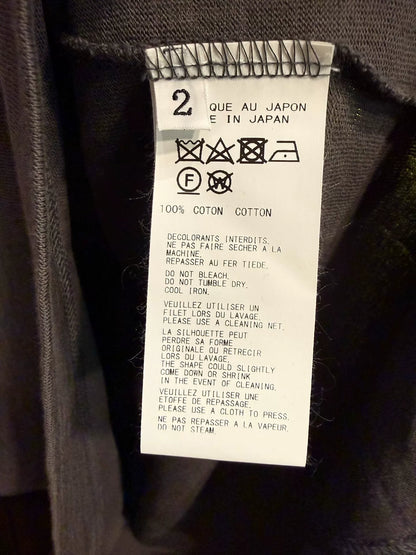 2
QUE AU JAPON
E IN JAPAN
F W
100% COTON COTTON
DECOLORANTS INTERDITS.
NE PAS FAIRE SECHER A LA
MACHINE.
REPASSER AU FER TIEDE.
DO NOT BLEACH.
DO NOT TUMBLE DRY.
COOL IRON.
VEUILLEZ UTILISER UN
FILET LORS DU LAVAGE.
PLEASE USE A CLEANING NET.
LA SILHOUETTE PEUT
PERDRE SA FORME
ORIGINALE OU RETRECIR
LORS DU LAVAGE.
THE SHAPE COULD SLIGHTLY
COME DOWN OR SHRINK
IN THE EVENT OF CLEANING.
VEUILLEZ UTILISER UNE
ETOFFE DE REPASSAGE.
PLEASE USE A CLOTH TO PRESS.
NE PAS REPASSER A LA VAPEUR.
DO NOT STEAM.